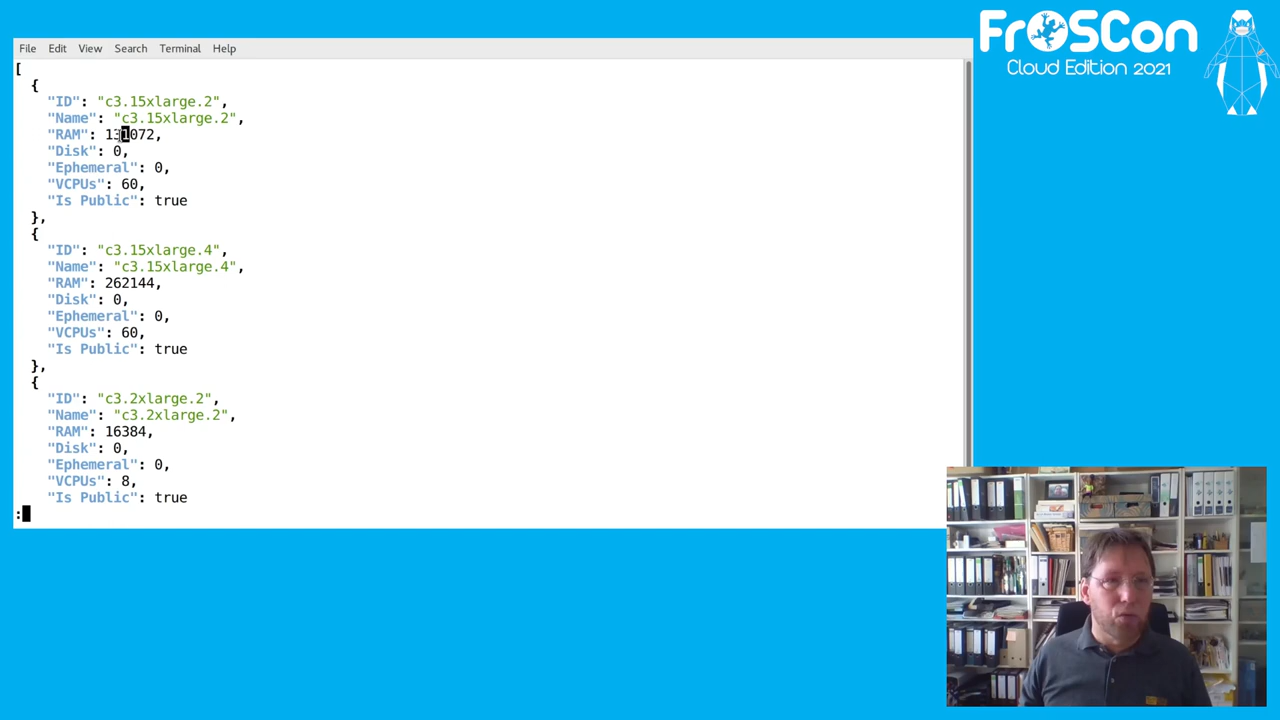 File Edit View Search Terminal Help
[
{
"ID": "c3.15xlarge.2",
"Name": "c3.15xlarge.2",
"RAM": 131072,
"Disk": 0,
"Ephemeral": 0,
"VCPUs": 60,
"Is Public": true
},
{
"ID": "c3.15xlarge.4",
"Name": "c3.15xlarge.4",
"RAM": 262144,
"Disk": 0,
"Ephemeral": 0,
"VCPUs": 60,
"Is Public": true
},
{
"ID": "c3.2xlarge.2",
"Name": "c3.2xlarge.2",
"RAM": 16384,
"Disk": 0,
"Ephemeral": 0,
"VCPUs": 8,
"Is Public": true
:
FrOSCon
Cloud Edition 2021